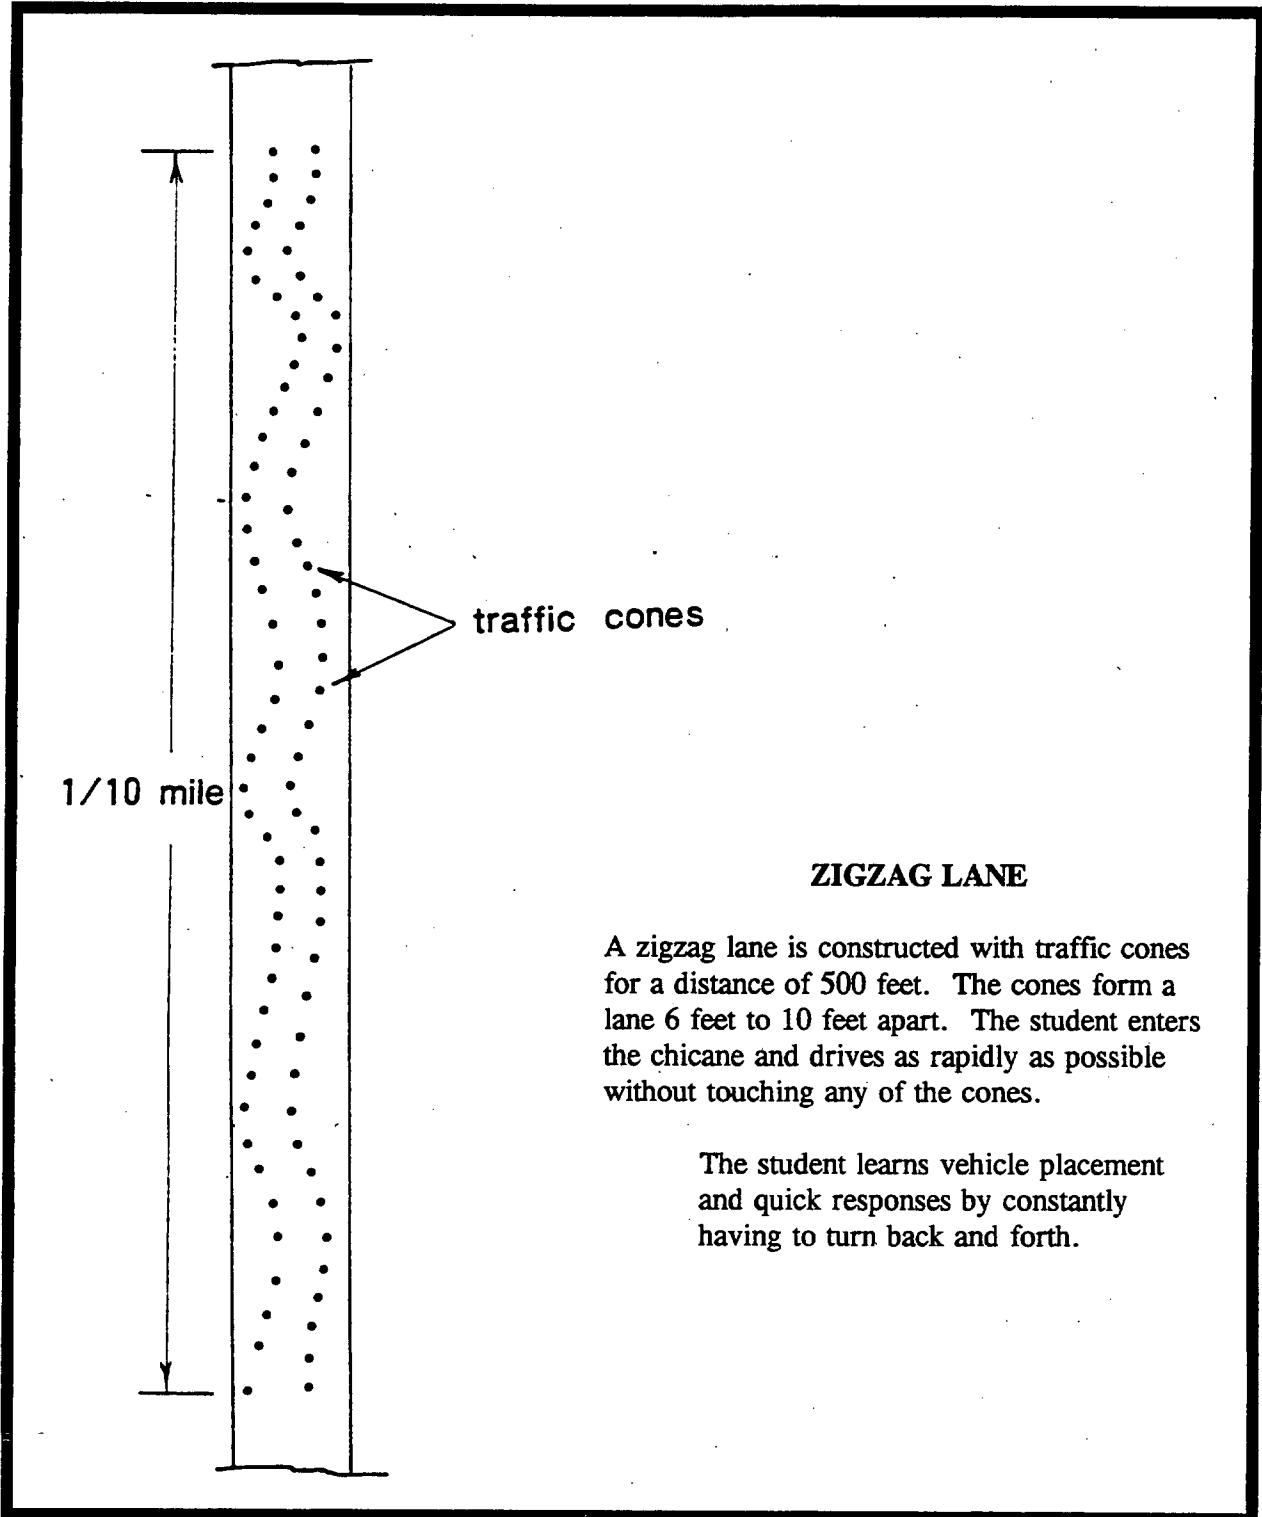 traffic cones
1/10 mile
ZIGZAG LANE
A zigzag lane is constructed with traffic cones
for a distance of 500 feet. The cones form a
lane 6 feet to 10 feet apart. The student enters
the chicane and drives as rapidly as possible
without touching any of the cones.
The student learns vehicle placement
and quick responses by constantly
having to turn back and forth.